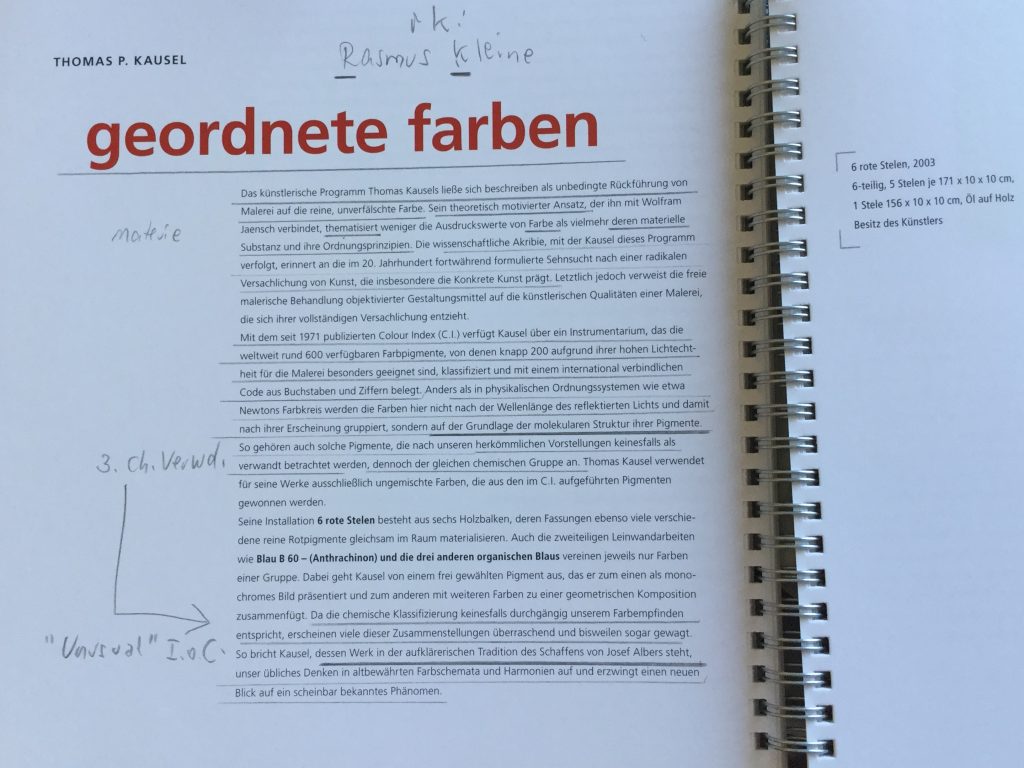 rk:
Rasmus Kleine
THOMAS P. KAUSEL
geordnete farben
Das künstlerische Programm Thomas Kausels ließe sich beschreiben als unbedingte Rückführung von
Malerei auf die reine, unverfälschte Farbe. Sein theoretisch motivierter Ansatz, der ihn mit Wolfram
Jaensch verbindet, thematisiert weniger die Ausdruckswerte von Farbe als vielmehr deren materielle
Substanz und ihre Ordnungsprinzipien. Die wissenschaftliche Akribie, mit der Kausel dieses Programm
verfolgt, erinnert an die im 20. Jahrhundert fortwährend formulierte Sehnsucht nach einer radikalen
Versachlichung von Kunst, die insbesondere die Konkrete Kunst prägt. Letztlich jedoch verweist die freie
malerische Behandlung objektivierter Gestaltungsmittel auf die künstlerischen Qualitäten einer Malerei,
die sich ihrer vollständigen Versachlichung entzieht.
Mit dem seit 1971 publizierten Colour Index (C.I.) verfügt Kausel über ein Instrumentarium, das die
weltweit rund 600 verfügbaren Farbpigmente, von denen knapp 200 aufgrund ihrer hohen Lichtecht-
heit für die Malerei besonders geeignet sind, klassifiziert und mit einem international verbindlichen
Code aus Buchstaben und Ziffern belegt. Anders als in physikalischen Ordnungssystemen wie etwa
Newtons Farbkreis werden die Farben hier nicht nach der Wellenlänge des reflektierten Lichts und damit
nach ihrer Erscheinung gruppiert, sondern auf der Grundlage der molekularen Struktur ihrer Pigmente.
So gehören auch solche Pigmente, die nach unseren herkömmlichen Vorstellungen keinesfalls als
verwandt betrachtet werden, dennoch der gleichen chemischen Gruppe an. Thomas Kausel verwendet
für seine Werke ausschließlich ungemischte Farben, die aus den im C.I. aufgeführten Pigmenten
gewonnen werden.
Seine Installation 6 rote Stelen besteht aus sechs Holzbalken, deren Fassungen ebenso viele verschie-
dene reine Rotpigmente gleichsam im Raum materialisieren. Auch die zweiteiligen Leinwandarbeiten
wie Blau B 60 – (Anthrachinon) und die drei anderen organischen Blaus vereinen jeweils nur Farben
einer Gruppe. Dabei geht Kausel von einem frei gewählten Pigment aus, das er zum einen als mono-
chromes Bild präsentiert und zum anderen mit weiteren Farben zu einer geometrischen Komposition
zusammenfügt. Da die chemische Klassifizierung keinesfalls durchgängig unserem Farbempfinden
entspricht, erscheinen viele dieser Zusammenstellungen überraschend und bisweilen sogar gewagt.
So bricht Kausel, dessen Werk in der aufklärerischen Tradition des Schaffens von Josef Albers steht,
unser übliches Denken in altbewährten Farbschemata und Harmonien auf und erzwingt einen neuen
Blick auf ein scheinbar bekanntes Phänomen.
materie
3. ch. Verwd.
"Unusual" I.o.C.
6 rote Stelen, 2003
6-teilig, 5 Stelen je 171 x 10 x 10 cm,
1 Stele 156 x 10 x 10 cm, Öl auf Holz
Besitz des Künstlers